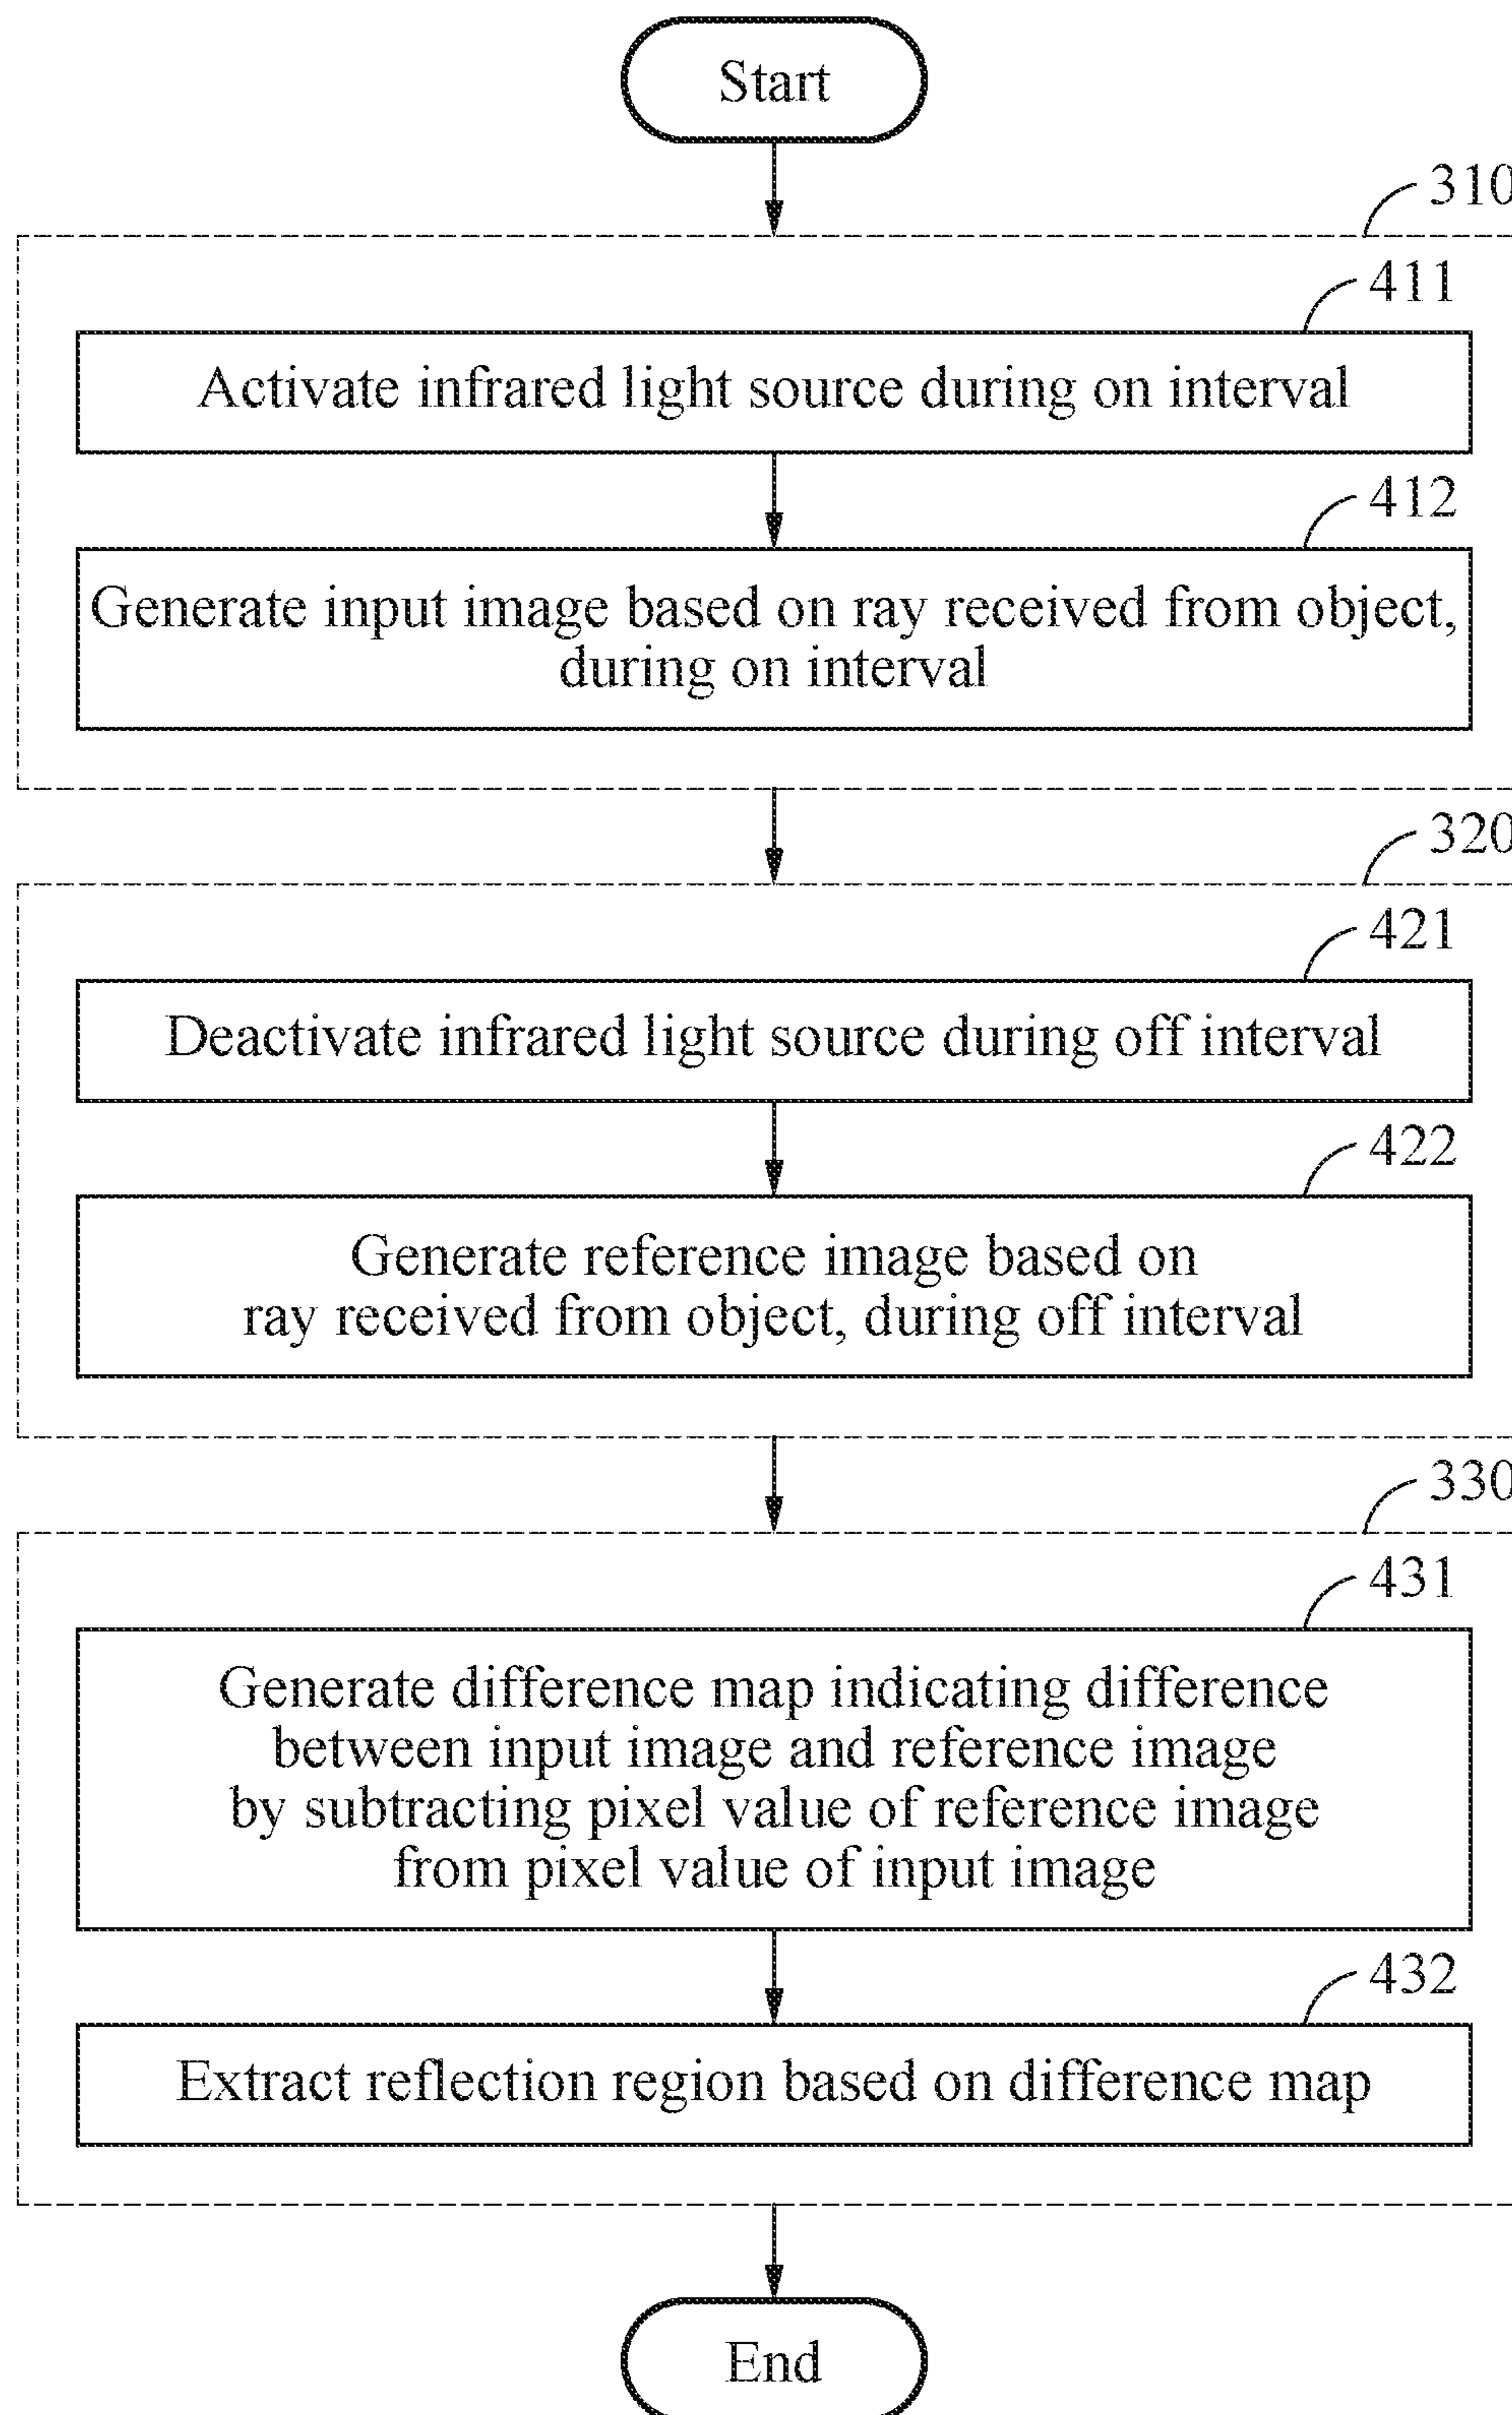 Start
310
411
Activate infrared light source during on interval
412
Generate input image based on ray received from object,
during on interval
320
421
Deactivate infrared light source during off interval
422
Generate reference image based on
ray received from object, during off interval
330
431
Generate difference map indicating difference
between input image and reference image
by subtracting pixel value of reference image
from pixel value of input image
432
Extract reflection region based on difference map
End